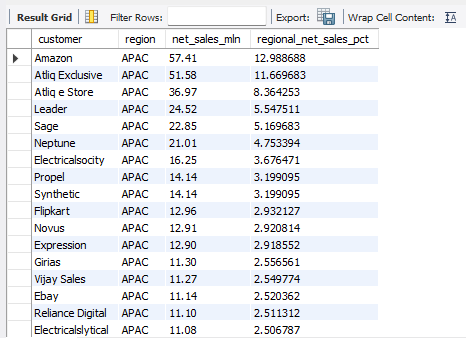 Result Grid Filter Rows: Export: Wrap Cell Content:
customer region net_sales_mln regional_net_sales_pct
Amazon APAC 57.41 12.988688
Atliq Exclusive APAC 51.58 11.669683
Atliq e Store APAC 36.97 8.364253
Leader APAC 24.52 5.547511
Sage APAC 22.85 5.169683
Neptune APAC 21.01 4.753394
Electricalsocity APAC 16.25 3.676471
Propel APAC 14.14 3.199095
Synthetic APAC 14.14 3.199095
Flipkart APAC 12.96 2.932127
Novus APAC 12.91 2.920814
Expression APAC 12.90 2.918552
Girias APAC 11.30 2.556561
Vijay Sales APAC 11.27 2.549774
Ebay APAC 11.14 2.520362
Reliance Digital APAC 11.10 2.511312
Electricalslytical APAC 11.08 2.506787